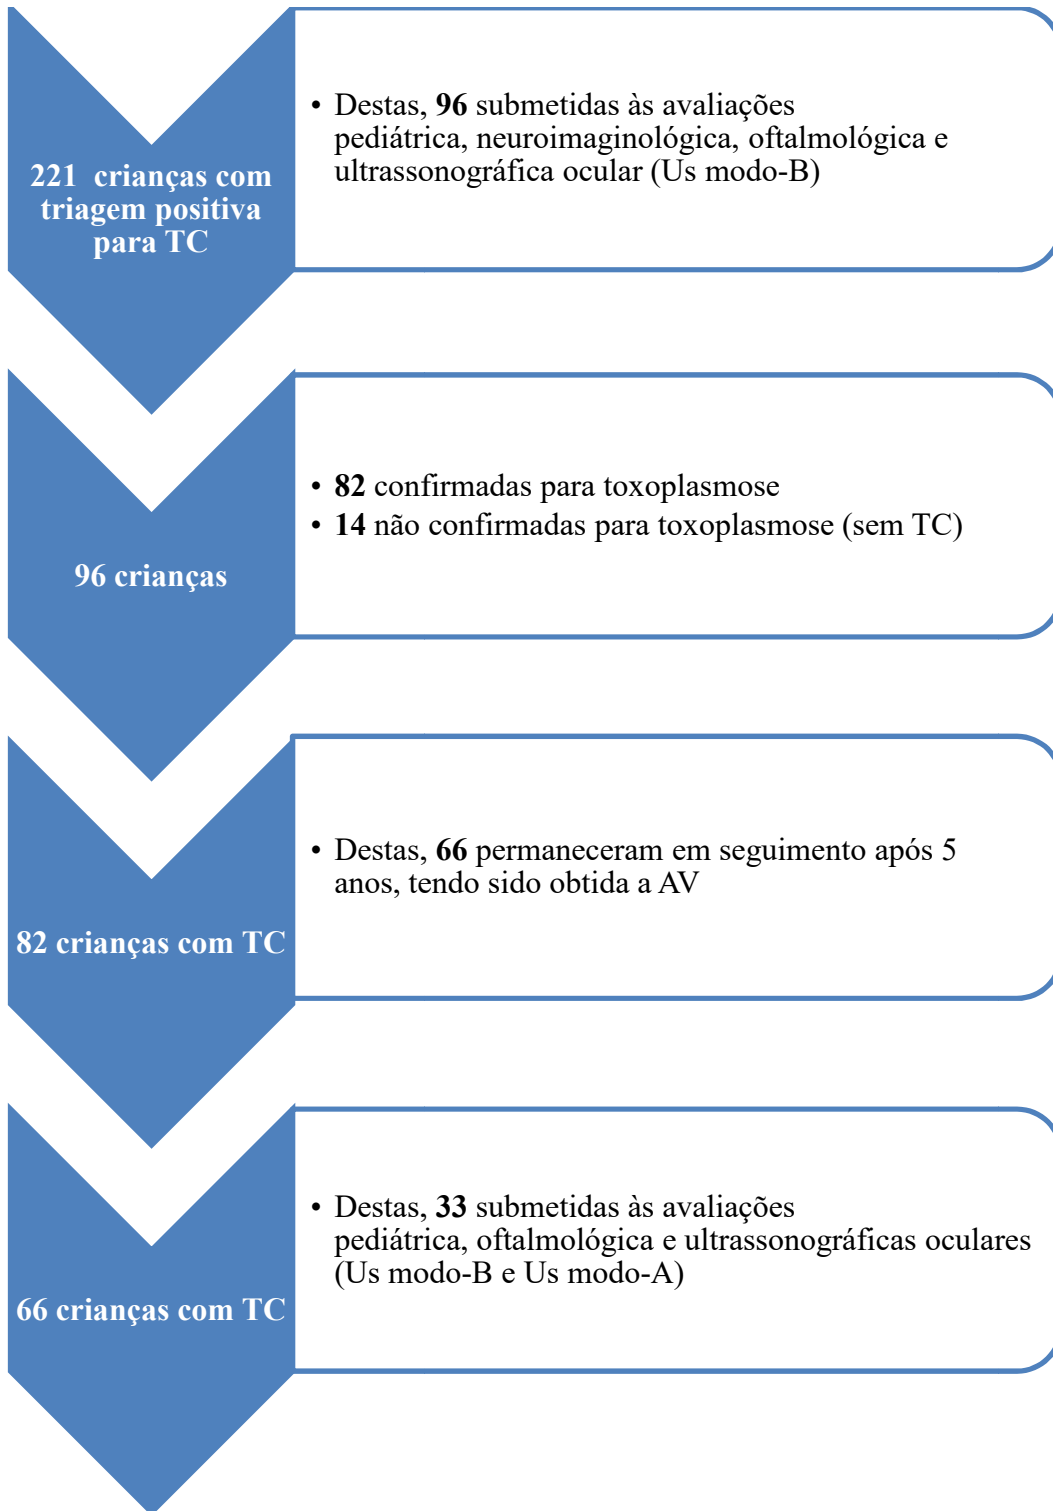 221 crianças com
triagem positiva
para TC
• Destas, 96 submetidas às avaliações
pediátrica, neuroimaginológica, oftalmológica e
ultrassonográfica ocular (Us modo-B)
96 crianças
• 82 confirmadas para toxoplasmose
• 14 não confirmadas para toxoplasmose (sem TC)
82 crianças com TC
• Destas, 66 permaneceram em seguimento após 5
anos, tendo sido obtida a AV
66 crianças com TC
• Destas, 33 submetidas às avaliações
pediátrica, oftalmológica e ultrassonográficas oculares
(Us modo-B e Us modo-A)